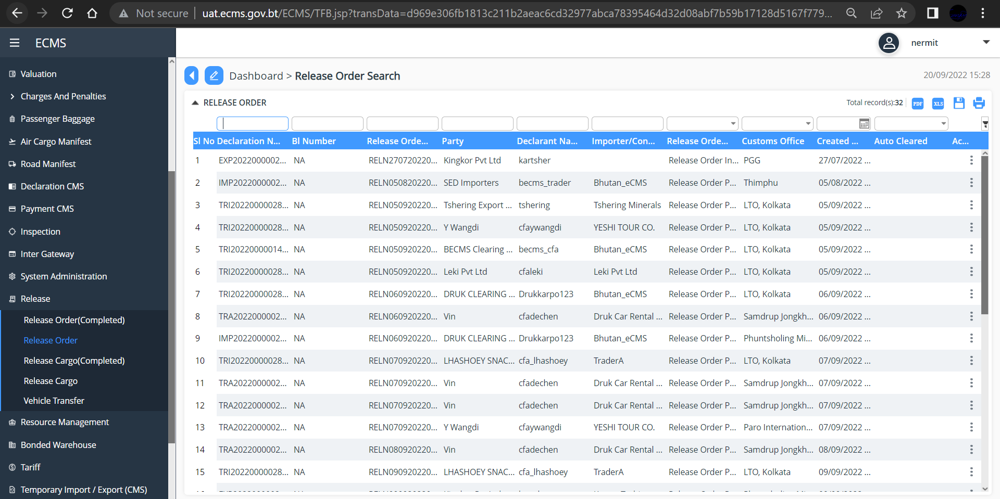 Not secure | uat.ecms.gov.bt/ECMS/TFB.jsp?transData=d969e306fb1813c211b2aeac6cd32977abca78395464d32d08abf7b59b17128d5167f779...
ECMS
nermit
Valuation
Charges And Penalties
Passenger Baggage
Air Cargo Manifest
Road Manifest
Declaration CMS
Payment CMS
Inspection
Inter Gateway
System Administration
Release
Release Order(Completed)
Release Order
Release Cargo(Completed)
Release Cargo
Vehicle Transfer
Resource Management
Bonded Warehouse
Tariff
Temporary Import / Export (CMS)
Dashboard > Release Order Search
20/09/2022 15:28
RELEASE ORDER
Total record(s):32
PDF
XLS
Sl No Declaration N... Bl Number Release Orde... Party Declarant Na... Importer/Con... Release Orde... Customs Office Created ... Auto Cleared Ac...
1 EXP2022000002... NA RELN270720220... Kingkor Pvt Ltd kartsher Release Order In... PGG 27/07/2022 ...
2 IMP2022000002... NA RELN050820220... SED Importers becms_trader Bhutan_eCMS Release Order P... Thimphu 05/08/2022 ...
3 TRI20220000028... NA RELN050920220... Tshering Export ... tshering Tshering Minerals Release Order P... LTO, Kolkata 05/09/2022 ...
4 TRI20220000028... NA RELN050920220... Y Wangdi cfaywangdi YESHI TOUR CO. Release Order P... LTO, Kolkata 05/09/2022 ...
5 TRI20220000014... NA RELN050920220... BECMS Clearing ... becms_cfa Bhutan_eCMS Release Order P... LTO, Kolkata 05/09/2022 ...
6 TRI20220000028... NA RELN050920220... Leki Pvt Ltd cfaleki Leki Pvt Ltd Release Order P... LTO, Kolkata 05/09/2022 ...
7 TRI20220000028... NA RELN060920220... DRUK CLEARING ... Drukkarpo123 Bhutan_eCMS Release Order P... LTO, Kolkata 06/09/2022 ...
8 TRA2022000002... NA RELN060920220... Vin cfadechen Druk Car Rental ... Release Order P... Samdrup Jongkh... 06/09/2022 ...
9 IMP2022000002... NA RELN060920220... DRUK CLEARING ... Drukkarpo123 Bhutan_eCMS Release Order P... Phuntsholing Mi... 06/09/2022 ...
10 TRI20220000028... NA RELN070920220... LHASHOEY SNAC... cfa_lhashoey TraderA Release Order P... LTO, Kolkata 07/09/2022 ...
11 TRA2022000002... NA RELN070920220... Vin cfadechen Druk Car Rental ... Release Order P... Samdrup Jongkh... 07/09/2022 ...
12 TRA2022000002... NA RELN070920220... Vin cfadechen Druk Car Rental ... Release Order P... Samdrup Jongkh... 07/09/2022 ...
13 TRA2022000002... NA RELN070920220... Y Wangdi cfaywangdi YESHI TOUR CO. Release Order P... Paro Internation... 07/09/2022 ...
14 TRA2022000002... NA RELN080920220... Vin cfadechen Druk Car Rental ... Release Order P... Samdrup Jongkh... 08/09/2022 ...
15 TRI20220000028... NA RELN090920220... LHASHOEY SNAC... cfa_lhashoey TraderA Release Order P... LTO, Kolkata 09/09/2022 ...